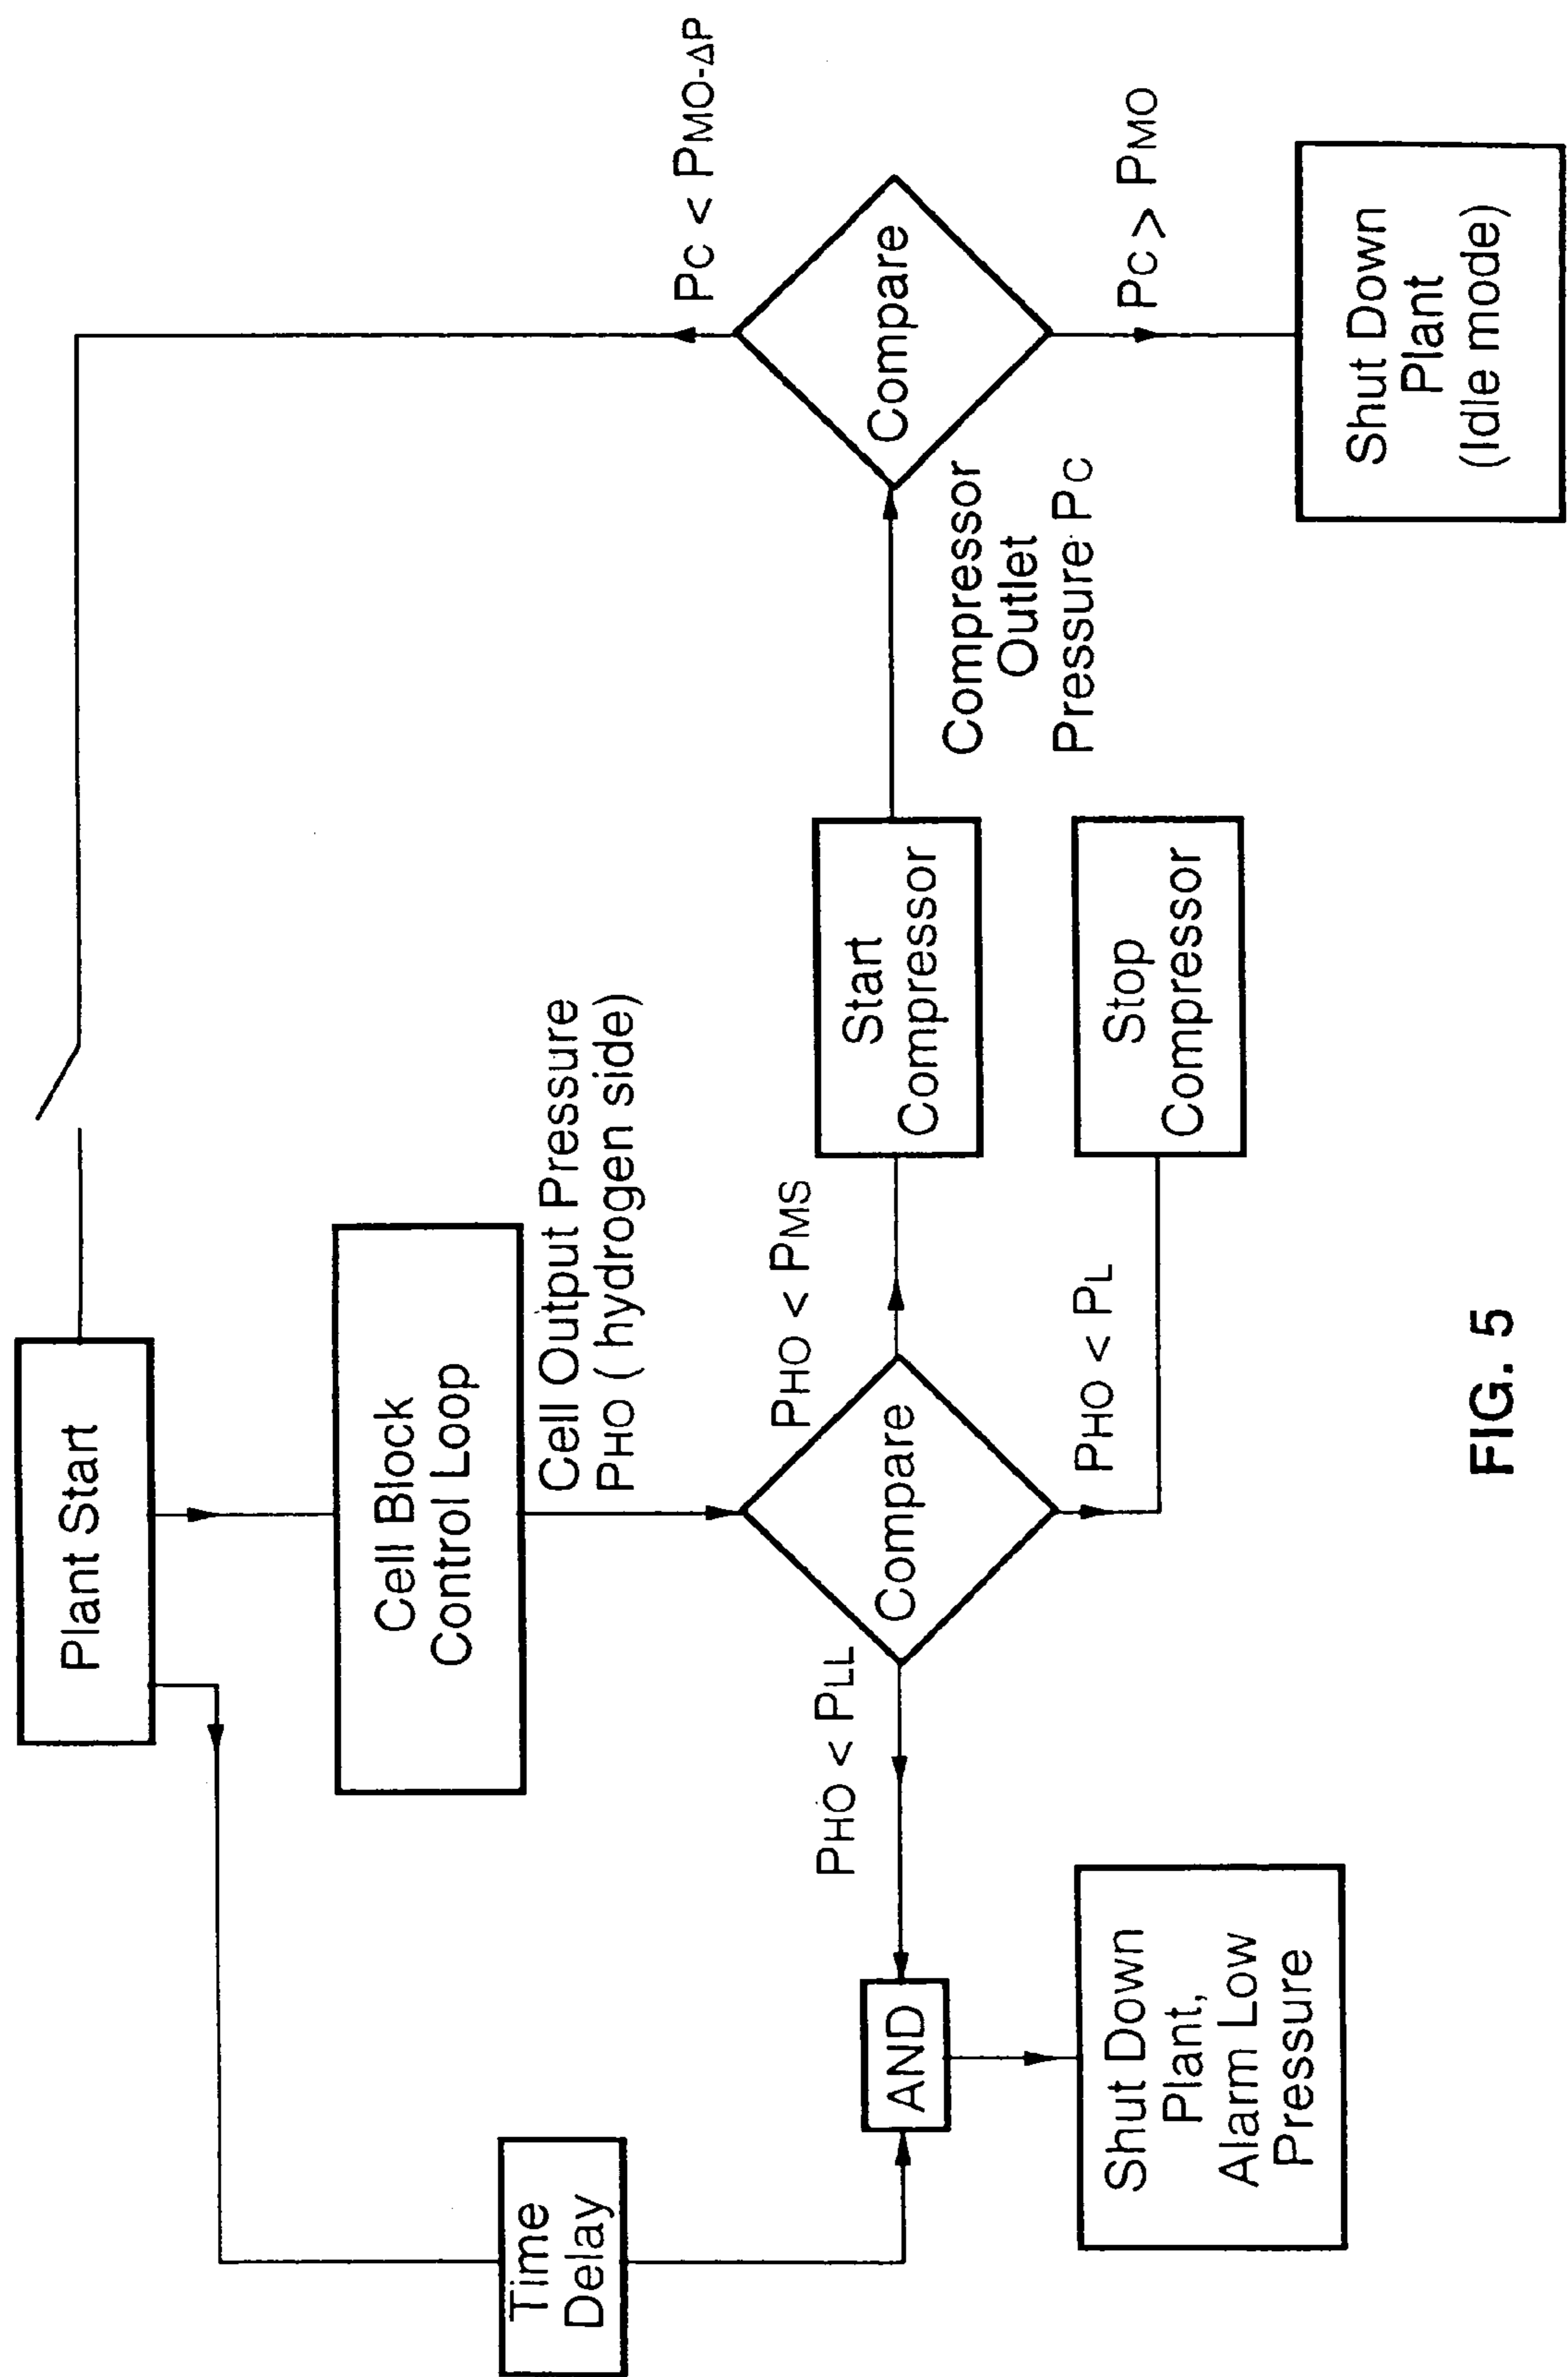 Plant Start
Cell Block
Control Loop
Time
Delay
Cell Output Pressure
PHO ( hydrogen side)
PHO < PLL
Compare
PHO < PMS
PHO < PL
AND
Shut Down
Plant,
Alarm Low
Pressure
Start
Compressor
Stop
Compressor
Compressor
Outlet
Pressure PC
PC < PMO-ΔP
Compare
PC > PMO
Shut Down
Plant
(Idle mode)
FIG. 5